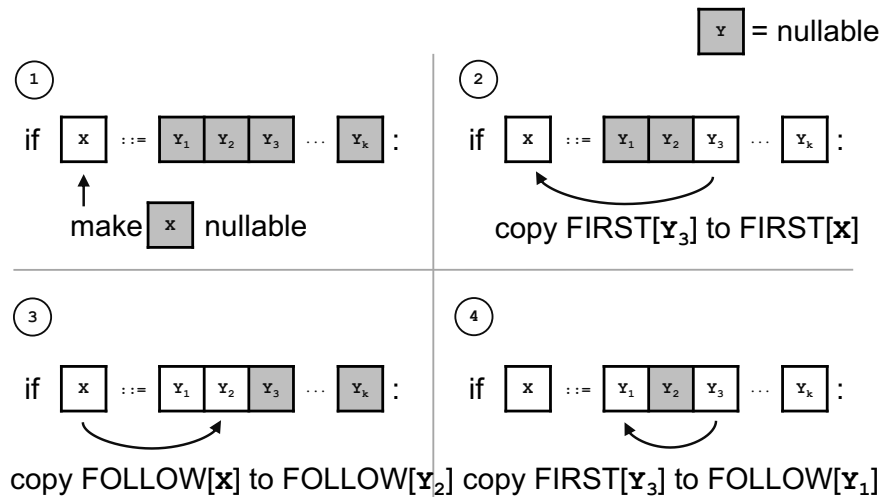 Y = nullable
1
if X ::= Y₁ Y₂ Y₃ ... Yₖ :
make X nullable
2
if X ::= Y₁ Y₂ Y₃ ... Yₖ :
copy FIRST[Y₃] to FIRST[X]
3
if X ::= Y₁ Y₂ Y₃ ... Yₖ :
copy FOLLOW[X] to FOLLOW[Y₂]
4
if X ::= Y₁ Y₂ Y₃ ... Yₖ :
copy FIRST[Y₃] to FOLLOW[Y₁]